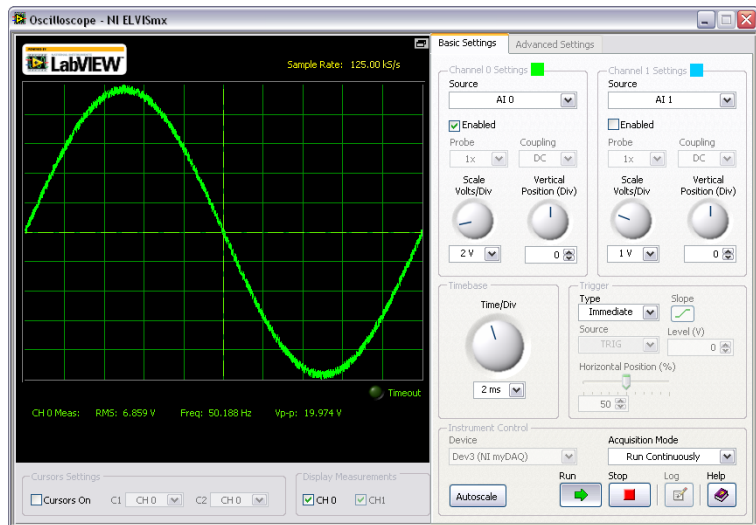 Oscilloscope - NI ELVISmx
LabVIEW
Sample Rate: 125.00 kS/s
Timeout
CH 0 Meas: RMS: 6.859 V Freq: 50.188 Hz Vp-p: 19.974 V
Cursors Settings
Cursors On C1 CH 0 C2 CH 0
Display Measurements
CH 0 CH1
Basic Settings Advanced Settings
Channel 0 Settings
Source
AI 0
Enabled
Probe Coupling
1x DC
Scale Vertical
Volts/Div Position (Div)
2 V 0
Channel 1 Settings
Source
AI 1
Enabled
Probe Coupling
1x DC
Scale Vertical
Volts/Div Position (Div)
1 V 0
Timebase
Time/Div
2 ms
Trigger
Type Slope
Immediate
Source Level (V)
TRIG 0
Horizontal Position (%)
50
Instrument Control
Device Acquisition Mode
Dev3 (NI myDAQ) Run Continuously
Run Stop Log Help
Autoscale